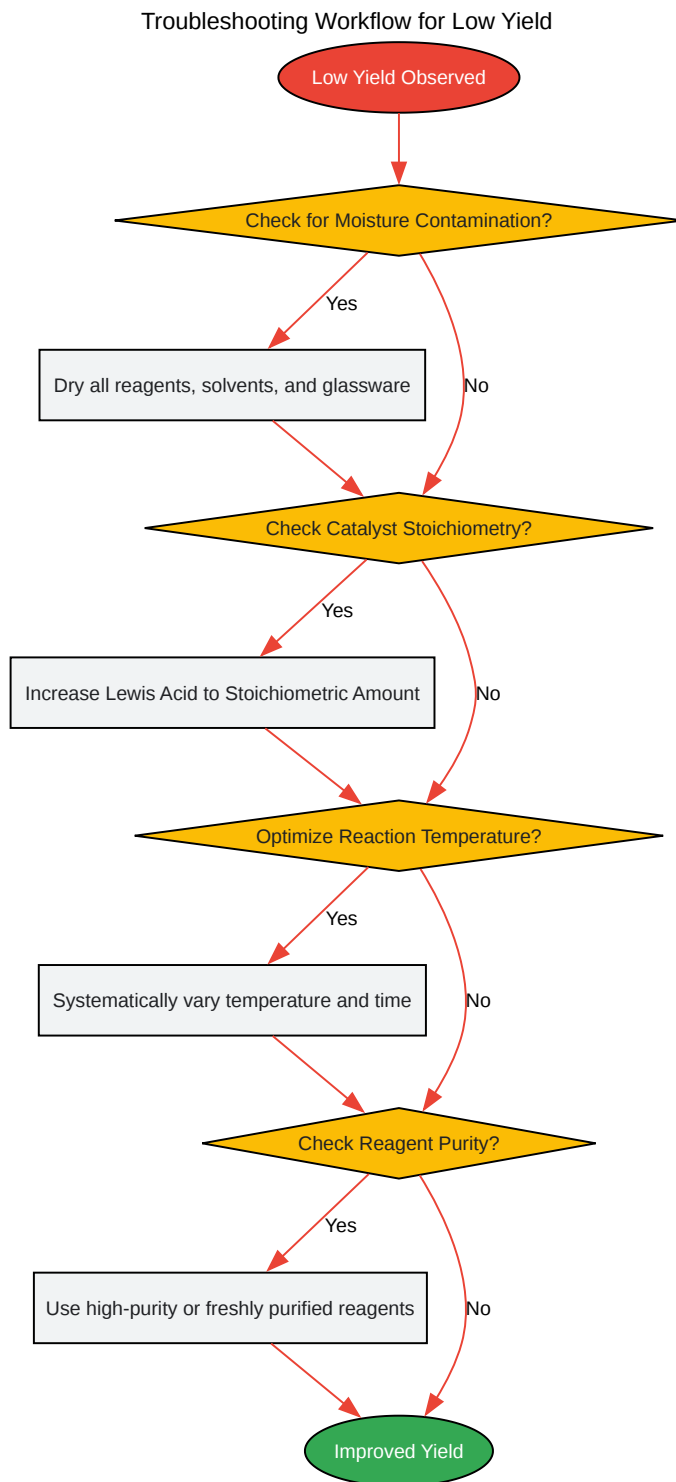 Troubleshooting Workflow for Low Yield
Low Yield Observed
Check for Moisture Contamination?
Yes
Dry all reagents, solvents, and glassware
No
Check Catalyst Stoichiometry?
Yes
Increase Lewis Acid to Stoichiometric Amount
No
Optimize Reaction Temperature?
Yes
Systematically vary temperature and time
No
Check Reagent Purity?
Yes
Use high-purity or freshly purified reagents
No
Improved Yield